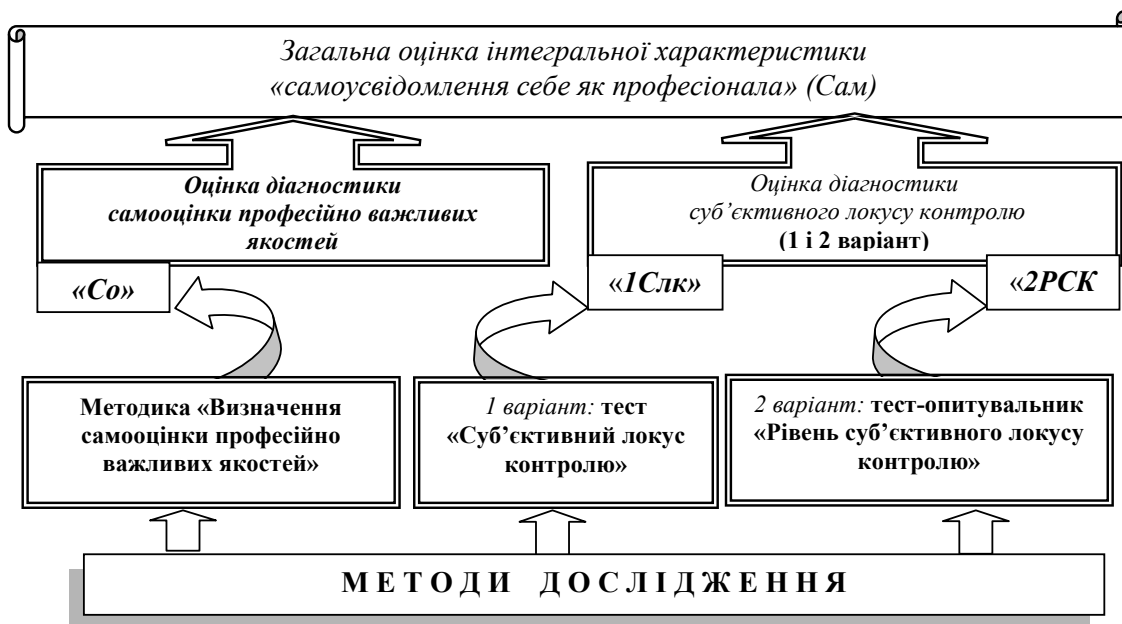 Загальна оцінка інтегральної характеристики
«самоусвідомлення себе як професіонала» (Сам)
Оцінка діагностики
самооцінки професійно важливих
якостей
Оцінка діагностики
суб’єктивного локусу контролю
(1 і 2 варіант)
«Со»
«1Слк»
«2РСК
Методика «Визначення
самооцінки професійно
важливих якостей»
1 варіант: тест
«Суб’єктивний локус
контролю»
2 варіант: тест-опитувальник
«Рівень суб’єктивного локусу
контролю»
МЕТОДИ ДОСЛІДЖЕННЯ